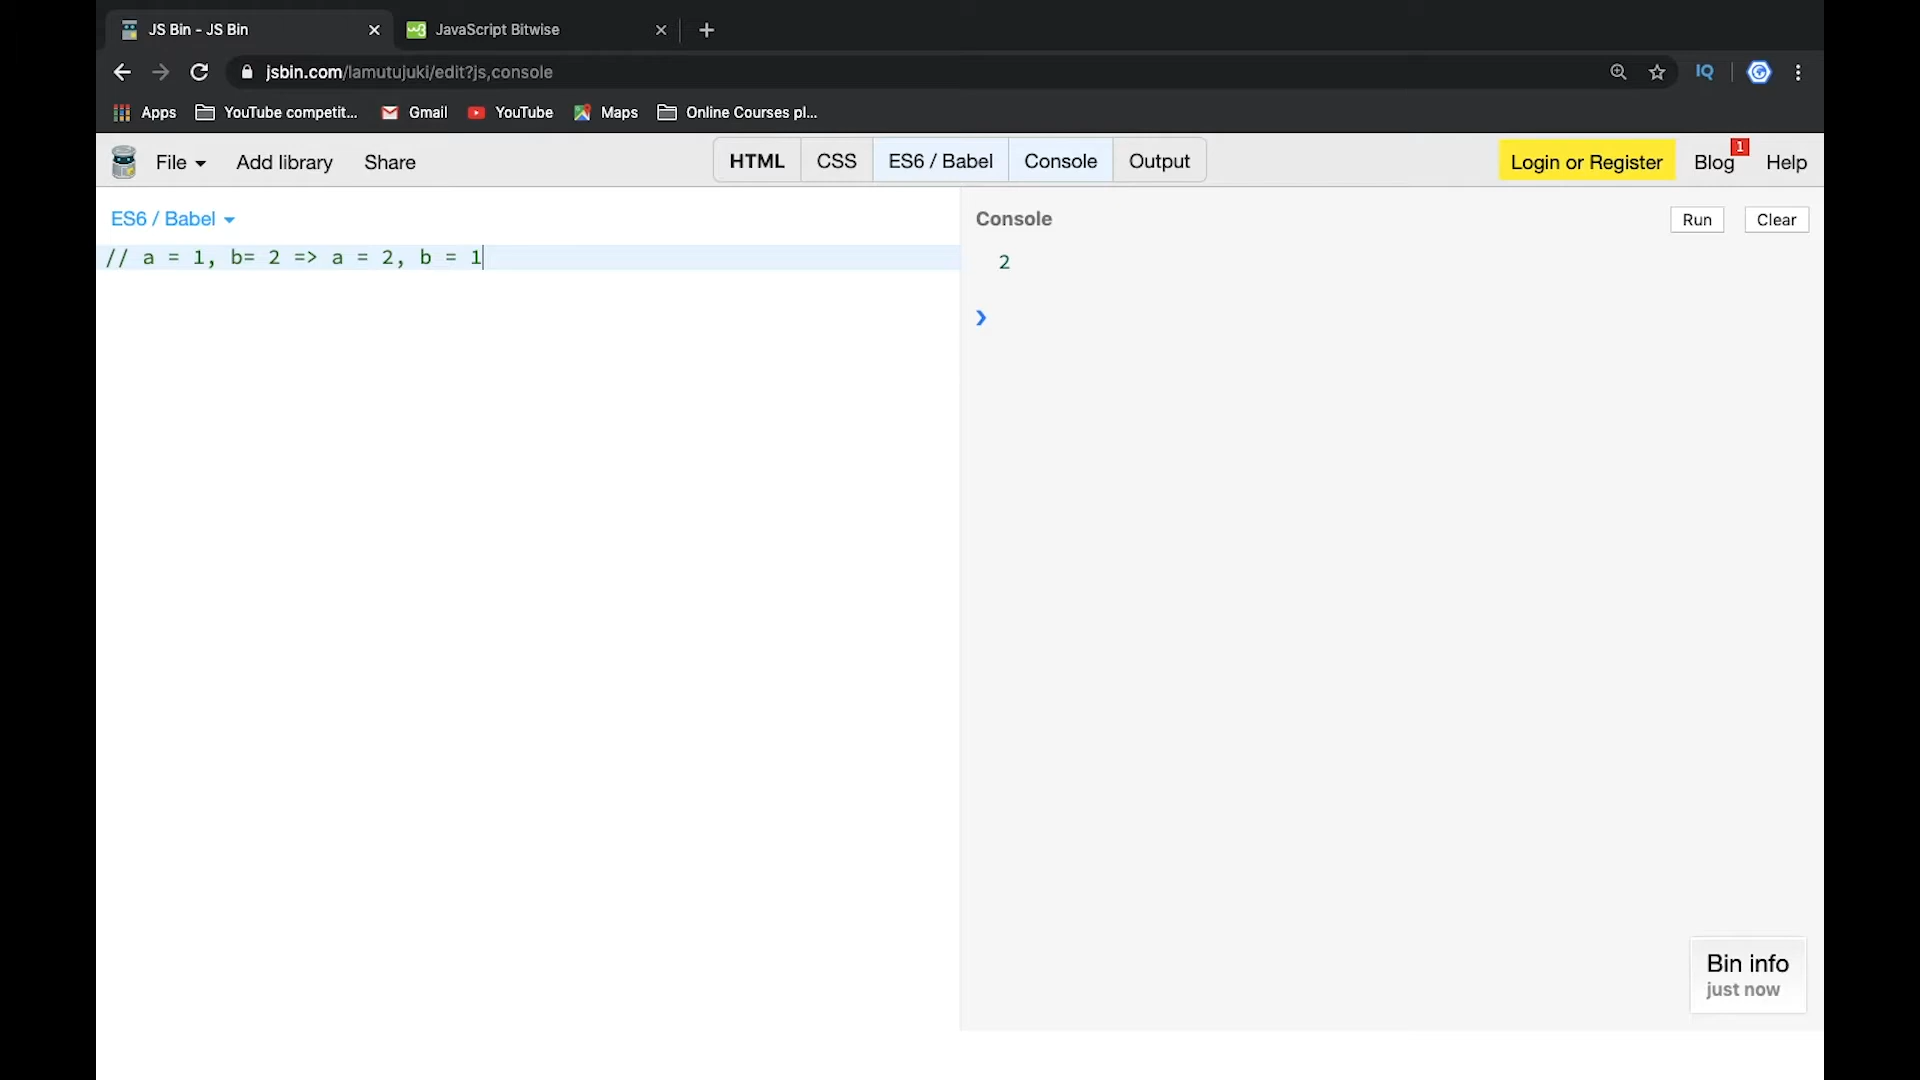 JS Bin - JS Bin
JavaScript Bitwise
jsbin.com/lamutujuki/edit?js,console
IQ
Apps YouTube competit... Gmail YouTube Maps Online Courses pl...
File Add library Share HTML CSS ES6 / Babel Console Output Login or Register Blog 1 Help
ES6 / Babel
Console Run Clear
// a = 1, b= 2 => a = 2, b = 1
2
Bin info
just now